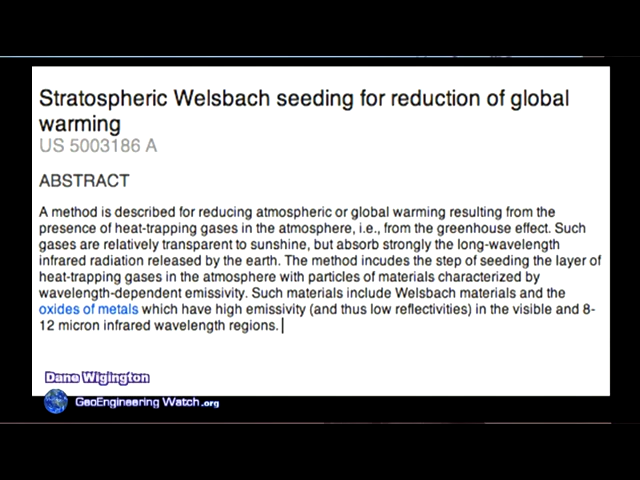 Stratospheric Welsbach seeding for reduction of global
warming
US 5003186 A
ABSTRACT
A method is described for reducing atmospheric or global warming resulting from the
presence of heat-trapping gases in the atmosphere, i.e., from the greenhouse effect. Such
gases are relatively transparent to sunshine, but absorb strongly the long-wavelength
infrared radiation released by the earth. The method incudes the step of seeding the layer of
heat-trapping gases in the atmosphere with particles of materials characterized by
wavelength-dependent emissivity. Such materials include Welsbach materials and the
oxides of metals which have high emissivity (and thus low reflectivities) in the visible and 8-
12 micron infrared wavelength regions.
Dane Wigington
GeoEngineering Watch.org